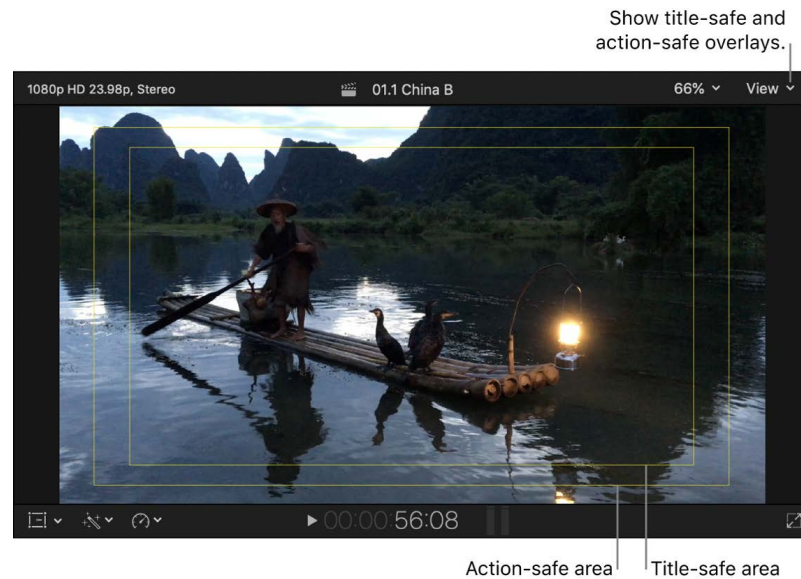 Show title-safe and
action-safe overlays.
1080p HD 23.98p, Stereo 01.1 China B 66% View
00:00:56:08
Action-safe area Title-safe area